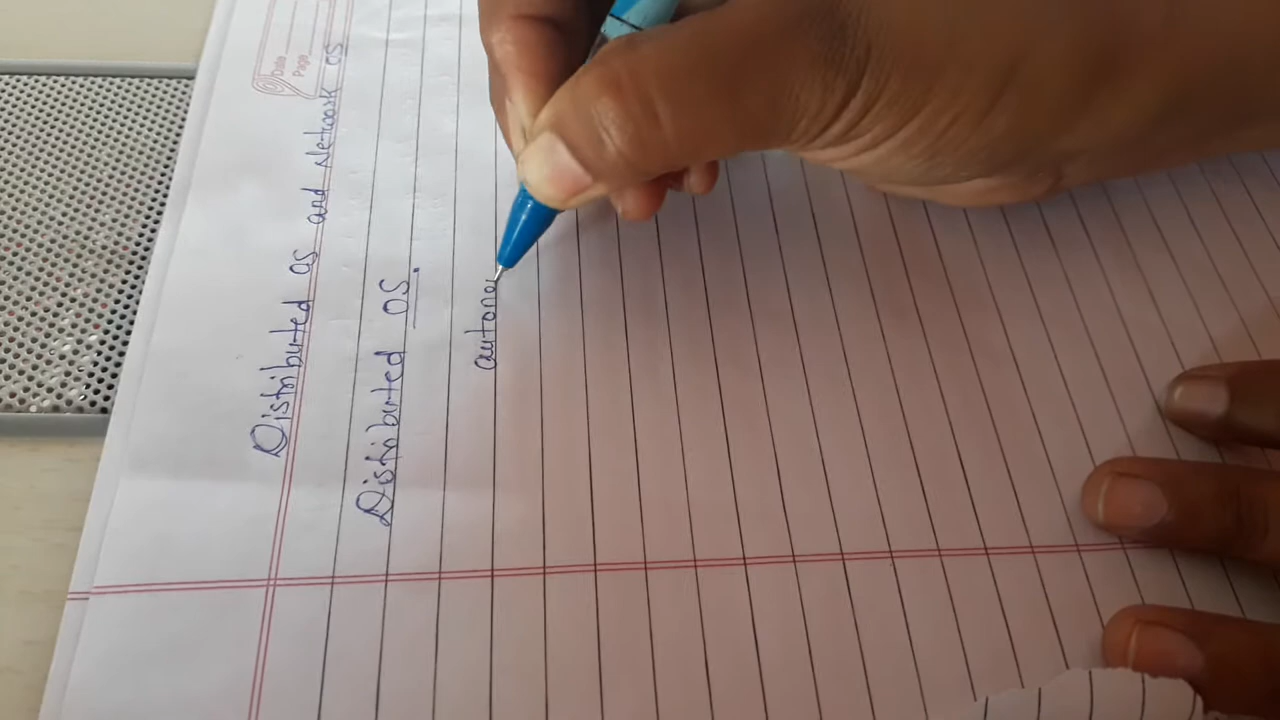 Date
Page
Distributed OS and Network OS
Distributed OS.
autono